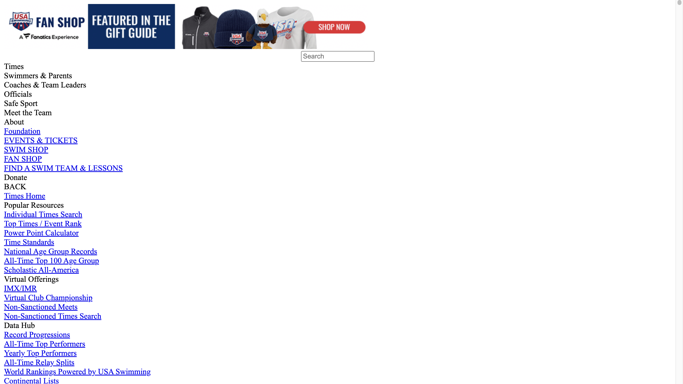 USA
SWIMMING
FAN SHOP
A Fanatics Experience
FEATURED IN THE
GIFT GUIDE
SHOP NOW
Search
Times
Swimmers & Parents
Coaches & Team Leaders
Officials
Safe Sport
Meet the Team
About
Foundation
EVENTS & TICKETS
SWIM SHOP
FAN SHOP
FIND A SWIM TEAM & LESSONS
Donate
BACK
Times Home
Popular Resources
Individual Times Search
Top Times / Event Rank
Power Point Calculator
Time Standards
National Age Group Records
All-Time Top 100 Age Group
Scholastic All-America
Virtual Offerings
IMX/IMR
Virtual Club Championship
Non-Sanctioned Meets
Non-Sanctioned Times Search
Data Hub
Record Progressions
All-Time Top Performers
Yearly Top Performers
All-Time Relay Splits
World Rankings Powered by USA Swimming
Continental Lists